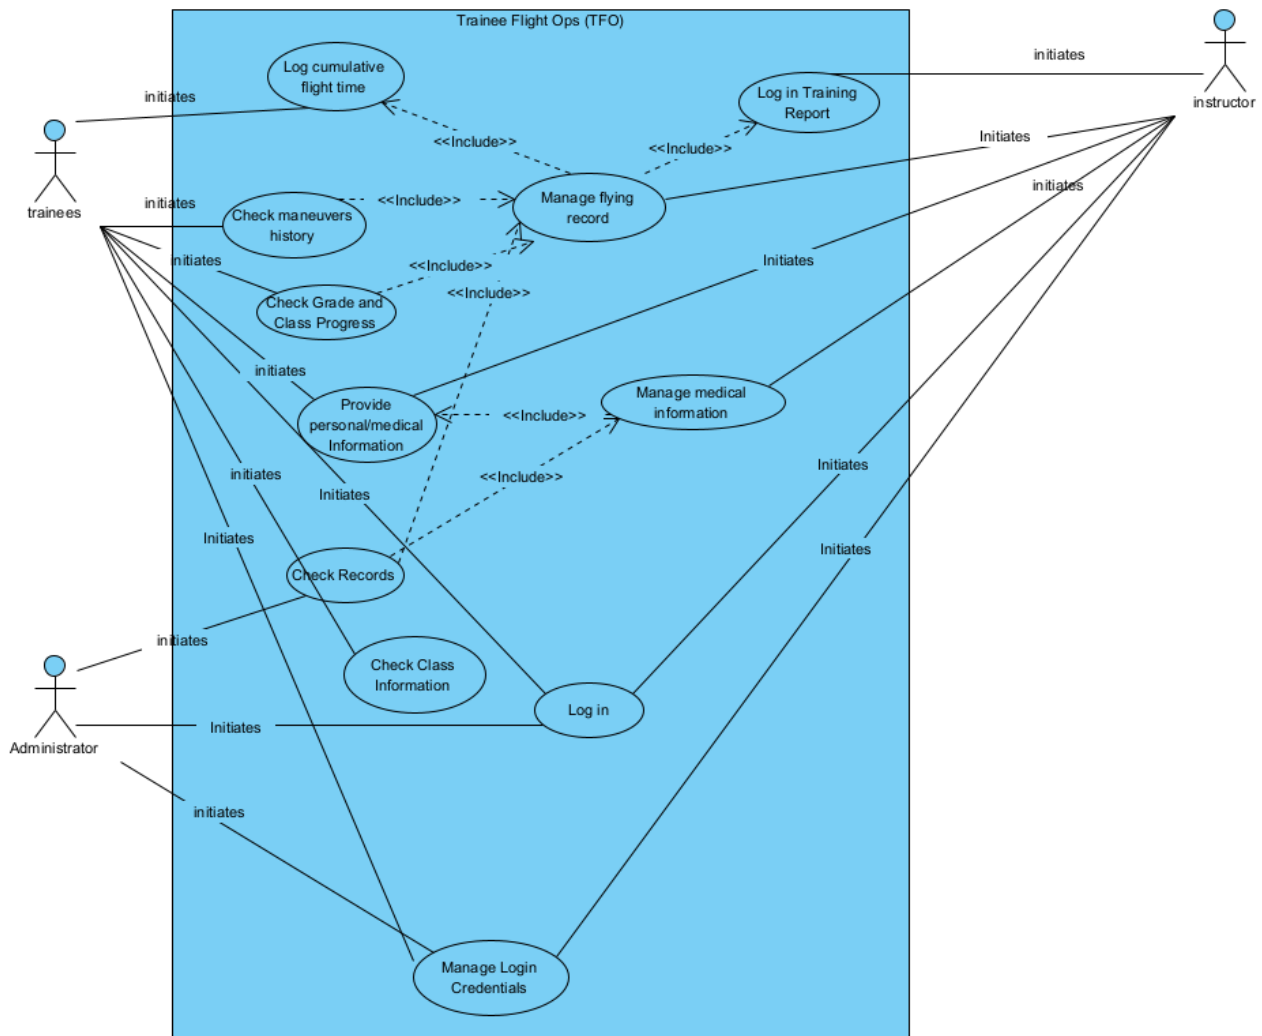 Trainee Flight Ops (TFO)
Log cumulative
flight time
initiates
initiates
Log in Training
Report
instructor
initiates
<<Include>>
<<Include>>
Initiates
trainees
initiates
Check maneuvers
history
<<Include>>
Manage flying
record
initiates
initiates
<<Include>>
Initiates
<<Include>>
Check Grade and
Class Progress
initiates
Provide
personal/medical
Information
<<Include>>
Manage medical
information
initiates
Initiates
<<Include>>
Initiates
Initiates
Initiates
Check Records
initiates
Check Class
Information
Log in
Initiates
Administrator
initiates
Manage Login
Credentials